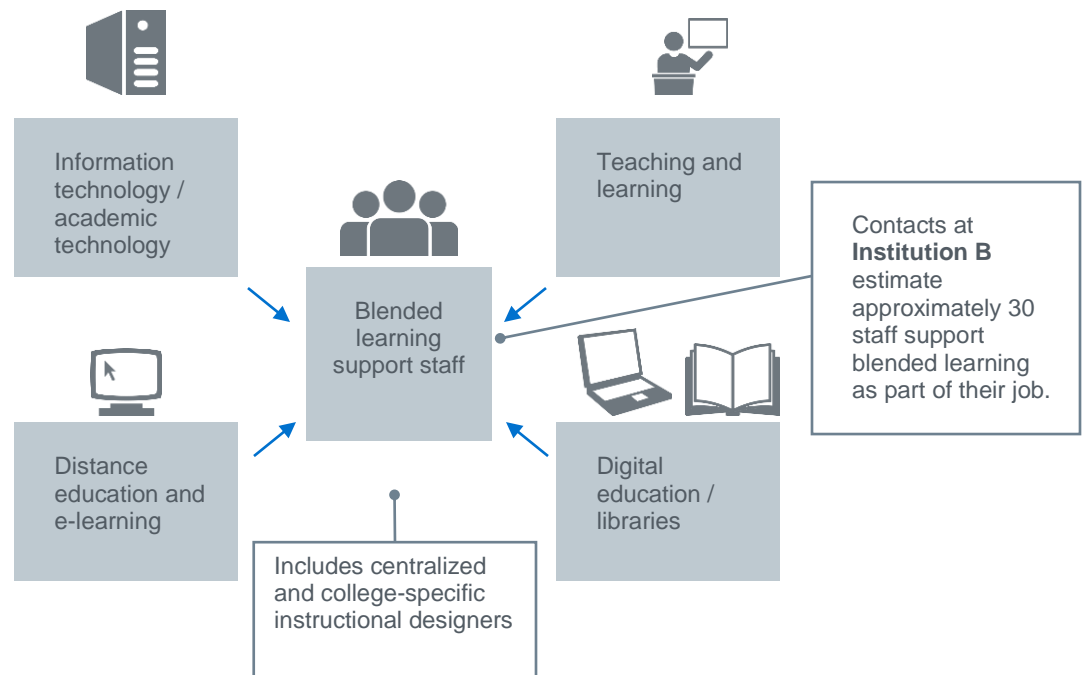 Information
technology /
academic
technology
Teaching and
learning
Blended
learning
support staff
Contacts at
Institution B
estimate
approximately 30
staff support
blended learning
as part of their job.
Distance
education and
e-learning
Digital
education /
libraries
Includes centralized
and college-specific
instructional designers